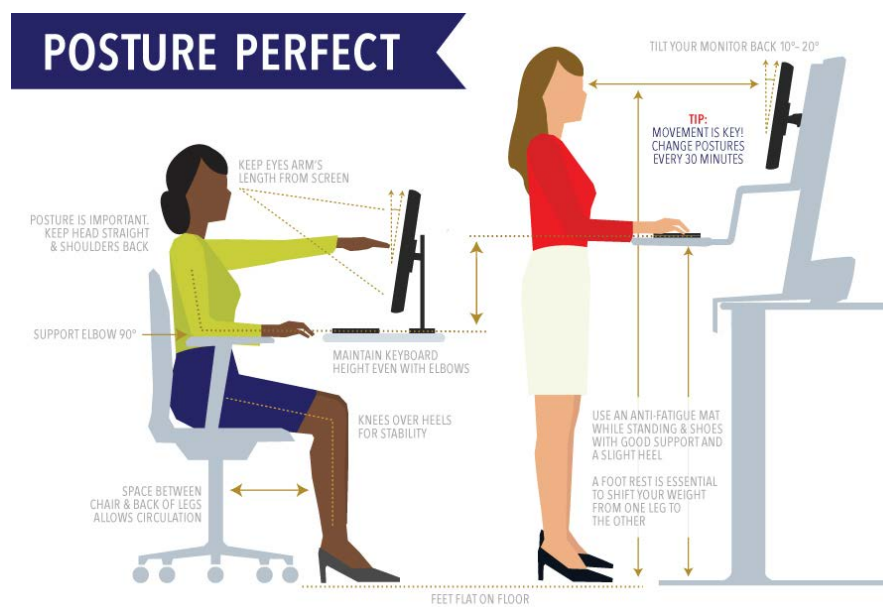 POSTURE PERFECT
TILT YOUR MONITOR BACK 10°- 20°
TIP:
MOVEMENT IS KEY!
CHANGE POSTURES
EVERY 30 MINUTES
KEEP EYES ARM'S
LENGTH FROM SCREEN
POSTURE IS IMPORTANT.
KEEP HEAD STRAIGHT
& SHOULDERS BACK
SUPPORT ELBOW 90°
MAINTAIN KEYBOARD
HEIGHT EVEN WITH ELBOWS
KNEES OVER HEELS
FOR STABILITY
SPACE BETWEEN
CHAIR & BACK OF LEGS
ALLOWS CIRCULATION
USE AN ANTI-FATIGUE MAT
WHILE STANDING & SHOES
WITH GOOD SUPPORT AND
A SLIGHT HEEL
A FOOT REST IS ESSENTIAL
TO SHIFT YOUR WEIGHT
FROM ONE LEG TO
THE OTHER
FEET FLAT ON FLOOR